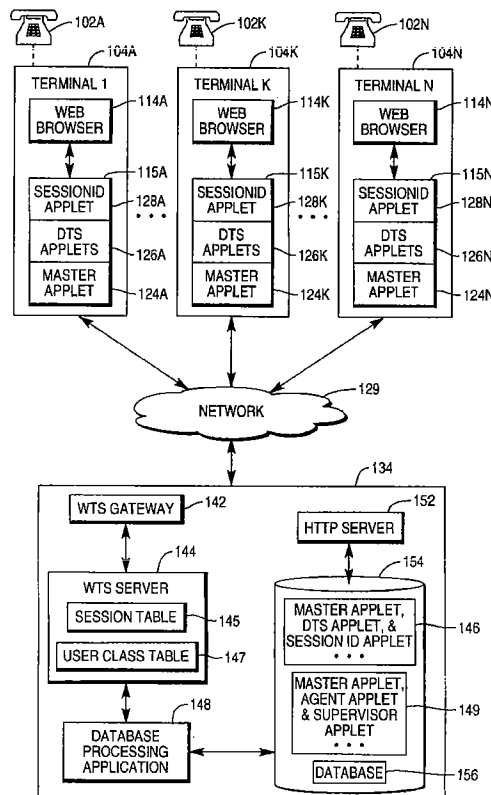 102A
102K
102N
104A
104K
104N
TERMINAL 1
TERMINAL K
TERMINAL N
WEB
BROWSER
114A
WEB
BROWSER
114K
WEB
BROWSER
114N
115A
115K
115N
SESSIONID
APPLET
128A
SESSIONID
APPLET
128K
SESSIONID
APPLET
128N
• • •
• • •
DTS
APPLETS
126A
DTS
APPLETS
126K
DTS
APPLETS
126N
MASTER
APPLET
124A
MASTER
APPLET
124K
MASTER
APPLET
124N
NETWORK
129
134
WTS GATEWAY
142
152
HTTP SERVER
144
154
WTS SERVER
SESSION TABLE
145
USER CLASS TABLE
147
MASTER APPLET,
DTS APPLET, &
SESSION ID APPLET
• • •
146
148
DATABASE
PROCESSING
APPLICATION
MASTER APPLET,
AGENT APPLET
& SUPERVISOR
APPLET
• • •
149
DATABASE
156